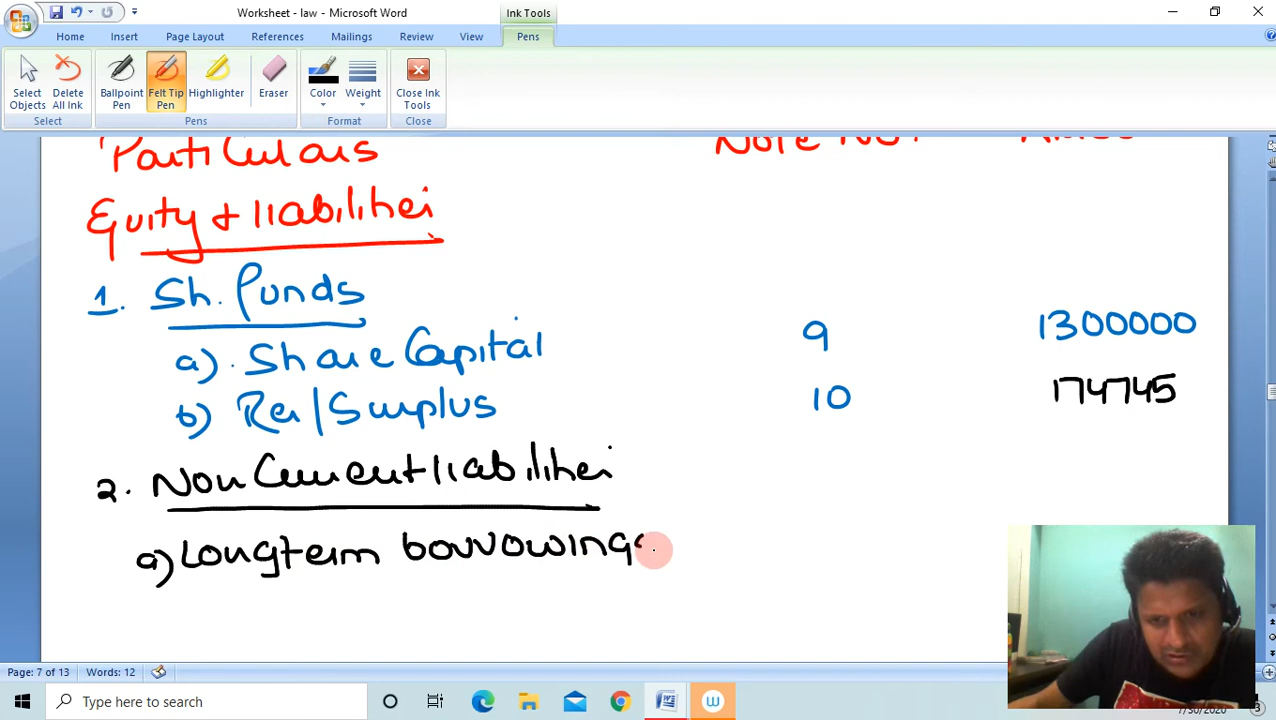 Worksheet - law - Microsoft Word
Ink Tools
Home Insert Page Layout References Mailings Review View Pens
Select Objects
Delete All Ink
Ballpoint Pen
Felt Tip Pen
Highlighter
Eraser
Color
Weight
Close Ink Tools
Select Pens Format Close
Particulars Note No.
Equity & liabilities
1. Sh. funds
a). Share Capital 9 1300000
b) Res/Surplus 10 174745
2. Non Current liabilities
a) Longterm borrowings
Page: 7 of 13 Words: 12
Type here to search
7/30/2020